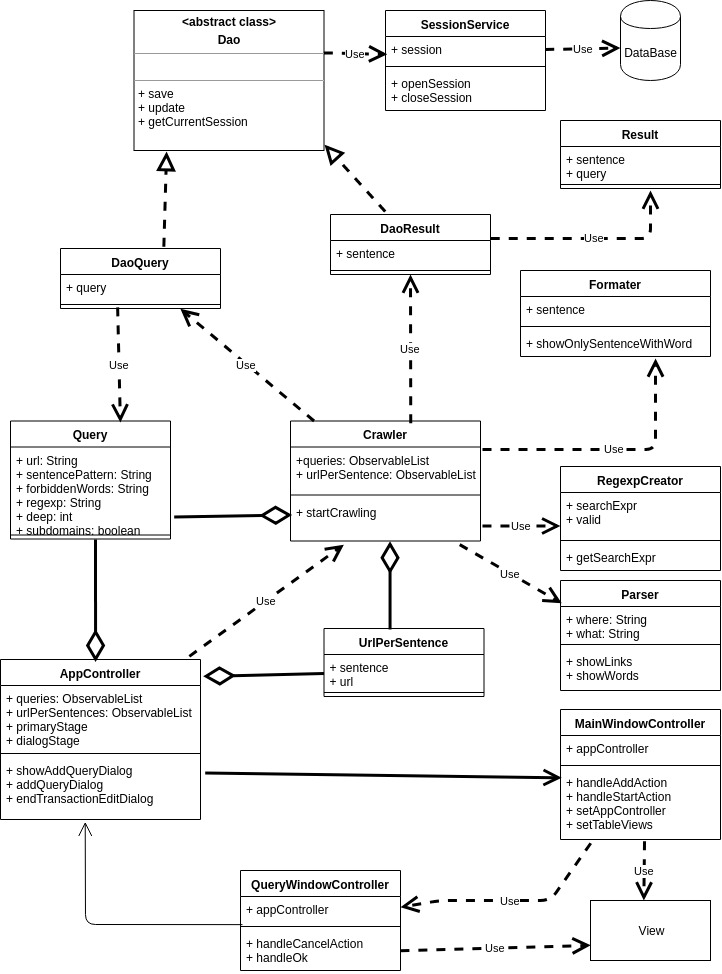 <abstract class>
Dao
+ save
+ update
+ getCurrentSession
Use
SessionService
+ session
+ openSession
+ closeSession
Use
DataBase
Result
+ sentence
+ query
DaoResult
+ sentence
Use
DaoQuery
+ query
Formater
+ sentence
+ showOnlySentenceWithWord
Use
Use
Use
Query
+ url: String
+ sentencePattern: String
+ forbiddenWords: String
+ regexp: String
+ deep: int
+ subdomains: boolean
Crawler
+queries: ObservableList
+ urlPerSentence: ObservableList
+ startCrawling
Use
Use
RegexpCreator
+ searchExpr
+ valid
+ getSearchExpr
Use
Use
Parser
+ where: String
+ what: String
+ showLinks
+ showWords
UrlPerSentence
+ sentence
+ url
AppController
+ queries: ObservableList
+ urlPerSentences: ObservableList
+ primaryStage
+ dialogStage
+ showAddQueryDialog
+ addQueryDialog
+ endTransactionEditDialog
MainWindowController
+ appController
+ handleAddAction
+ handleStartAction
+ setAppController
+ setTableViews
Use
Use
QueryWindowController
+ appController
+ handleCancelAction
+ handleOk
Use
View